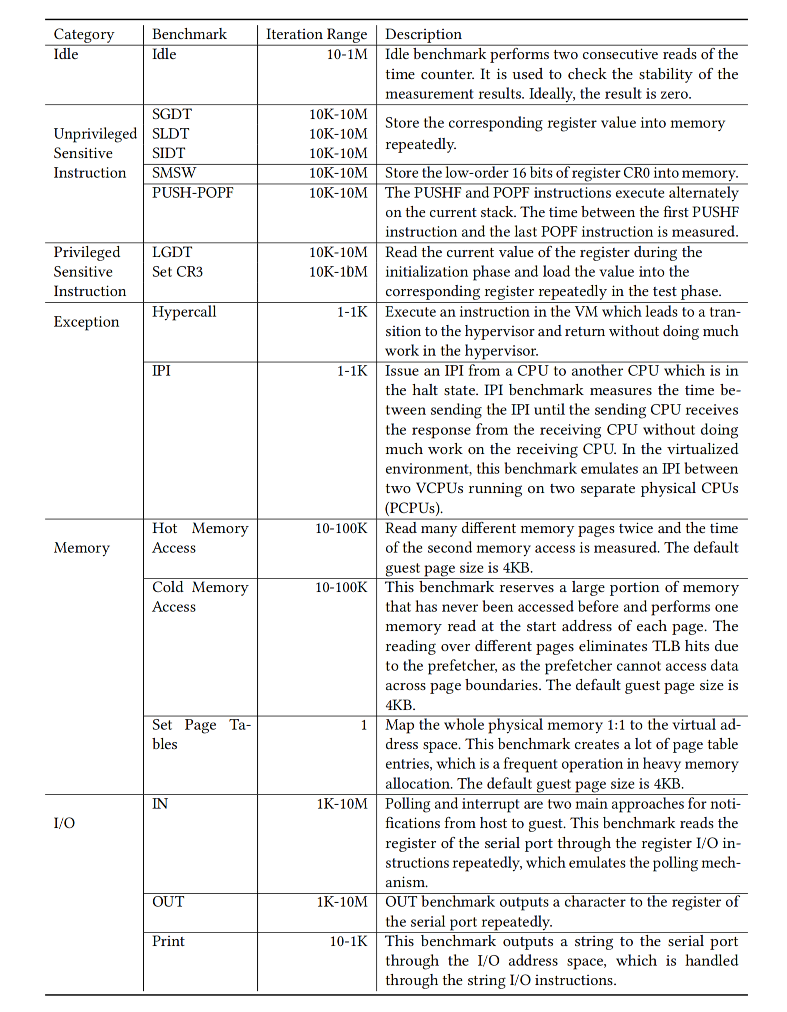 Category Benchmark Iteration Range Description
Idle Idle 10-1M Idle benchmark performs two consecutive reads of the
time counter. It is used to check the stability of the
measurement results. Ideally, the result is zero.
Unprivileged
Sensitive
Instruction
SGDT 10K-10M
SLDT 10K-10M
SIDT 10K-10M
Store the corresponding register value into memory
repeatedly.
SMSW 10K-10M Store the low-order 16 bits of register CR0 into memory.
PUSH-POPF 10K-10M The PUSHF and POPF instructions execute alternately
on the current stack. The time between the first PUSHF
instruction and the last POPF instruction is measured.
Privileged
Sensitive
Instruction
LGDT 10K-10M
Set CR3 10K-10M
Read the current value of the register during the
initialization phase and load the value into the
corresponding register repeatedly in the test phase.
Exception
Hypercall 1-1K Execute an instruction in the VM which leads to a tran-
sition to the hypervisor and return without doing much
work in the hypervisor.
IPI 1-1K Issue an IPI from a CPU to another CPU which is in
the halt state. IPI benchmark measures the time be-
tween sending the IPI until the sending CPU receives
the response from the receiving CPU without doing
much work on the receiving CPU. In the virtualized
environment, this benchmark emulates an IPI between
two VCPUs running on two separate physical CPUs
(PCPUs).
Memory
Hot Memory
Access
10-100K
Read many different memory pages twice and the time
of the second memory access is measured. The default
guest page size is 4KB.
Cold Memory
Access
10-100K
This benchmark reserves a large portion of memory
that has never been accessed before and performs one
memory read at the start address of each page. The
reading over different pages eliminates TLB hits due
to the prefetcher, as the prefetcher cannot access data
across page boundaries. The default guest page size is
4KB.
Set Page Ta-
bles
1
Map the whole physical memory 1:1 to the virtual ad-
dress space. This benchmark creates a lot of page table
entries, which is a frequent operation in heavy memory
allocation. The default guest page size is 4KB.
I/O
IN 1K-10M Polling and interrupt are two main approaches for noti-
fications from host to guest. This benchmark reads the
register of the serial port through the register I/O in-
structions repeatedly, which emulates the polling mech-
anism.
OUT 1K-10M OUT benchmark outputs a character to the register of
the serial port repeatedly.
Print 10-1K This benchmark outputs a string to the serial port
through the I/O address space, which is handled
through the string I/O instructions.